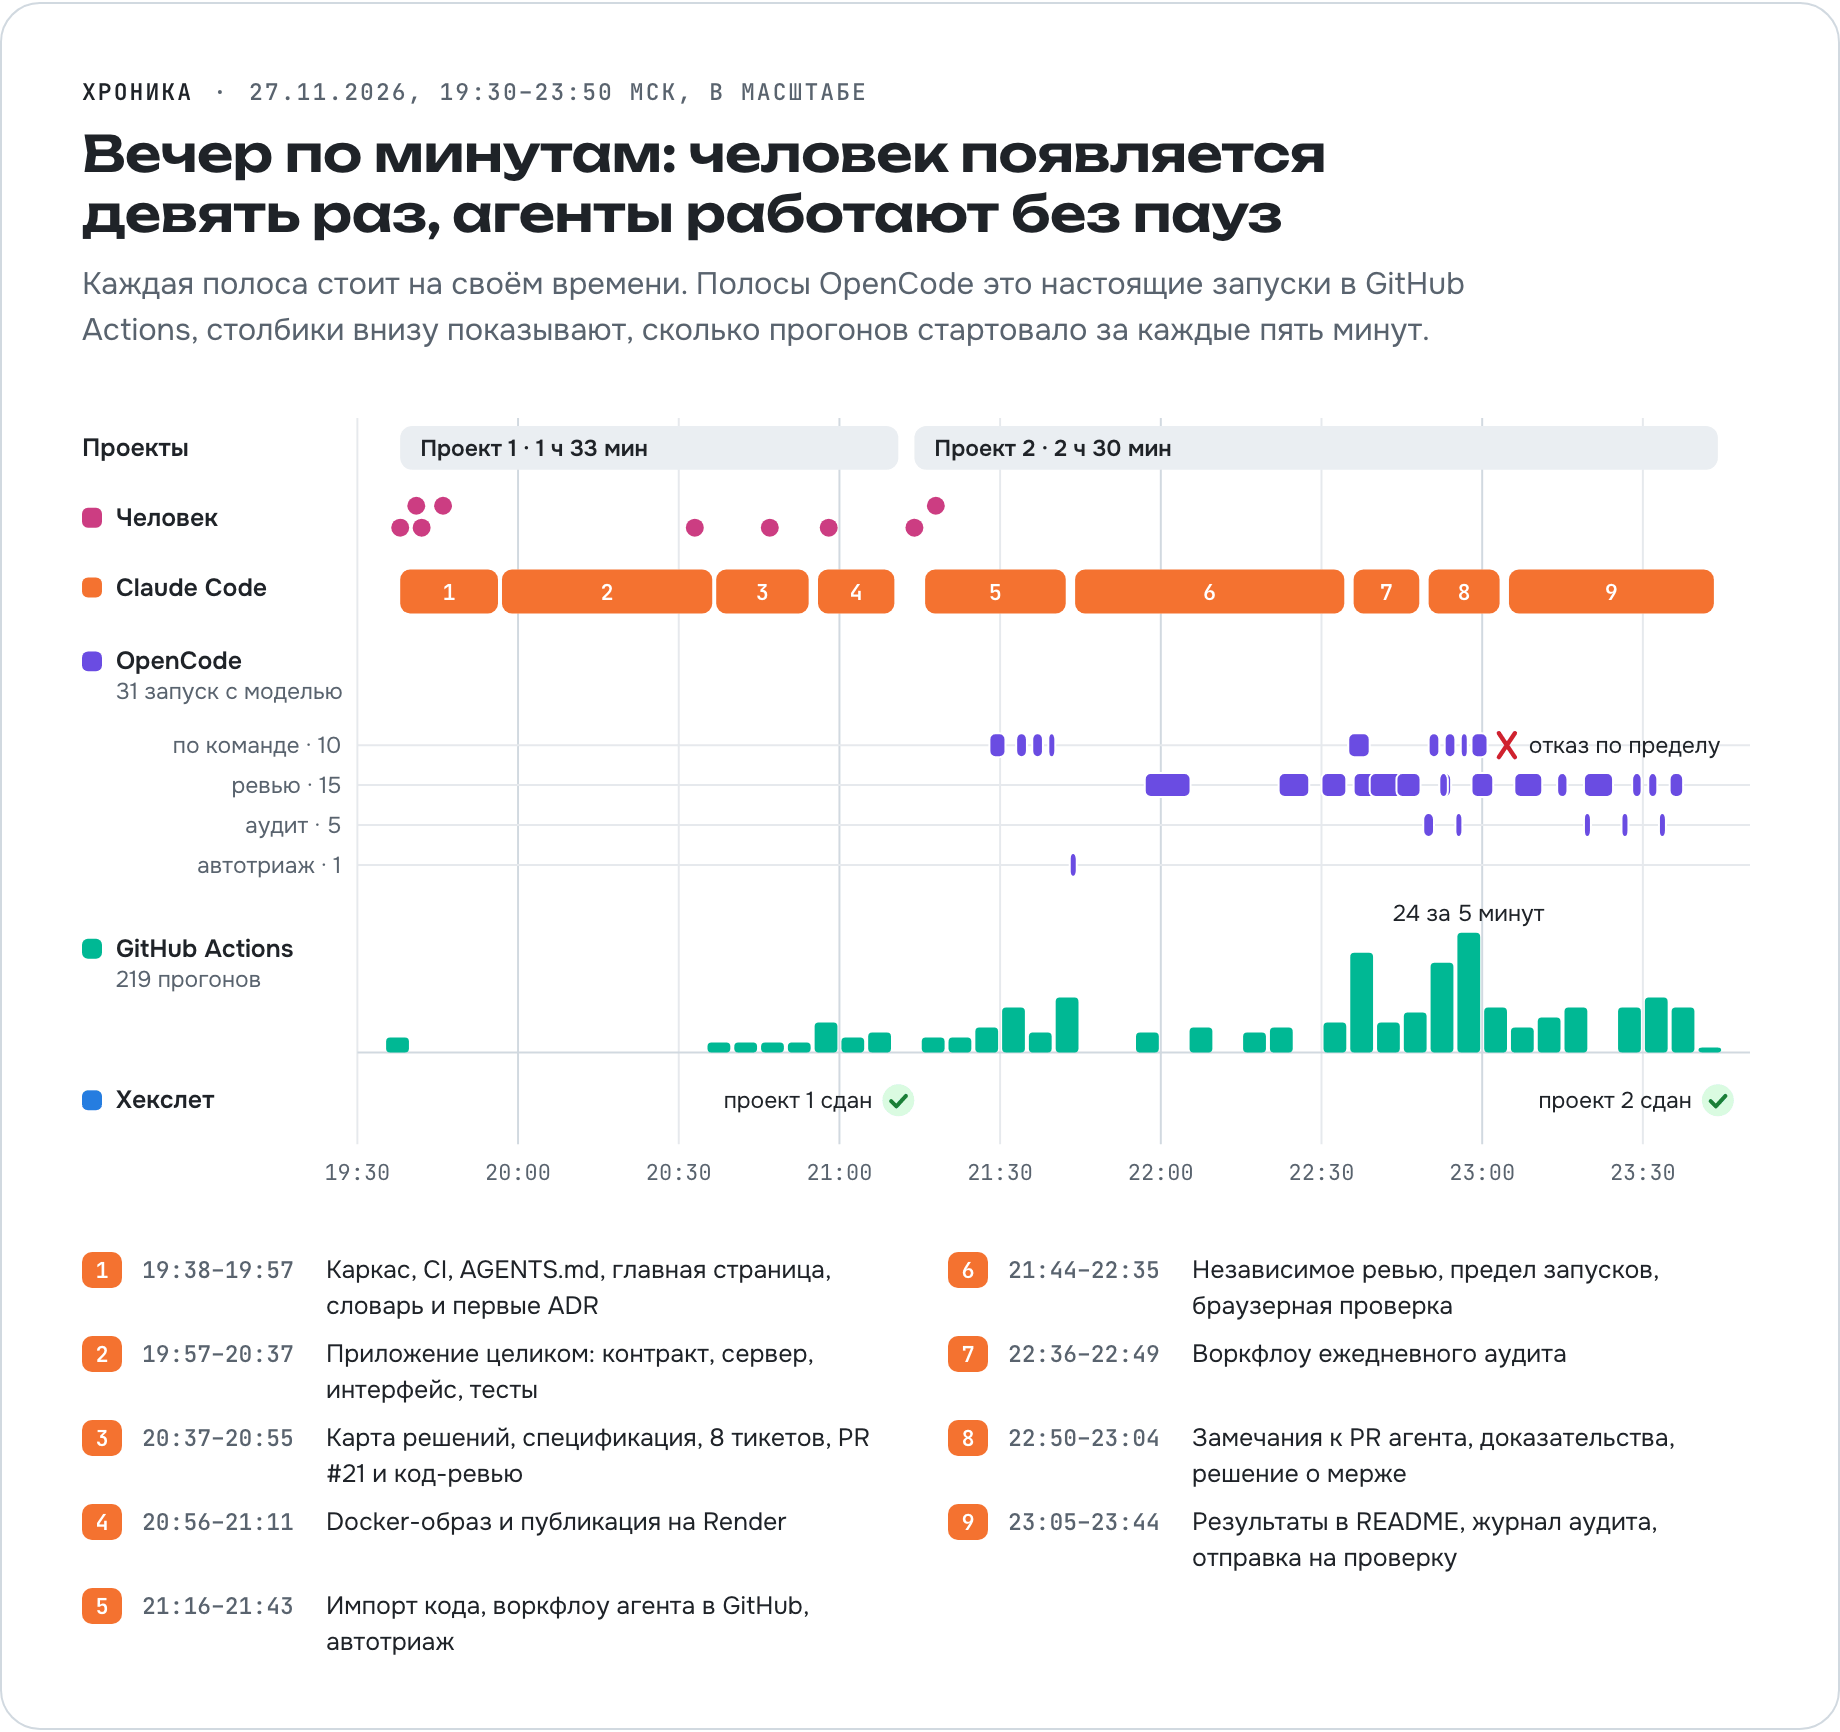 ХРОНИКА · 27.11.2026, 19:30–23:50 МСК, В МАСШТАБЕ
Вечер по минутам: человек появляется
девять раз, агенты работают без пауз
Каждая полоса стоит на своём времени. Полосы OpenCode это настоящие запуски в GitHub
Actions, столбики внизу показывают, сколько прогонов стартовало за каждые пять минут.
Проекты
Проект 1 · 1 ч 33 мин
Проект 2 · 2 ч 30 мин
Человек
Claude Code
1
2
3
4
5
6
7
8
9
OpenCode
31 запуск с моделью
по команде · 10
отказ по пределу
ревью · 15
аудит · 5
автотриаж · 1
24 за 5 минут
GitHub Actions
219 прогонов
Хекслет
проект 1 сдан
проект 2 сдан
19:30
20:00
20:30
21:00
21:30
22:00
22:30
23:00
23:30
1 19:38–19:57 Каркас, CI, AGENTS.md, главная страница,
словарь и первые ADR
2 19:57–20:37 Приложение целиком: контракт, сервер,
интерфейс, тесты
3 20:37–20:55 Карта решений, спецификация, 8 тикетов, PR
#21 и код-ревью
4 20:56–21:11 Docker-образ и публикация на Render
5 21:16–21:43 Импорт кода, воркфлоу агента в GitHub,
автотриаж
6 21:44–22:35 Независимое ревью, предел запусков,
браузерная проверка
7 22:36–22:49 Воркфлоу ежедневного аудита
8 22:50–23:04 Замечания к PR агента, доказательства,
решение о мерже
9 23:05–23:44 Результаты в README, журнал аудита,
отправка на проверку